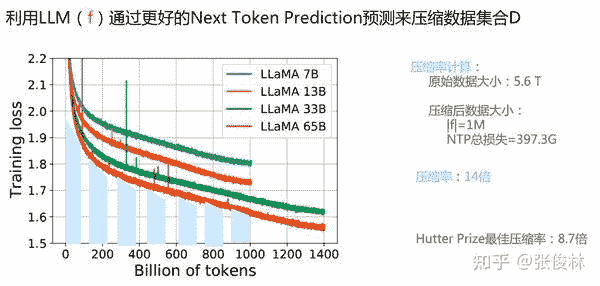 利用LLM（f）通过更好的Next Token Prediction预测来压缩数据集合D
2.2
2.1
2.0
1.9
1.8
1.7
1.6
1.5
Training loss
LLaMA 7B
LLaMA 13B
LLaMA 33B
LLaMA 65B
0 200 400 600 800 1000 1200 1400
Billion of tokens
压缩率计算：
原始数据大小：5.6 T
压缩后数据大小：
|f|=1M
NTP总损失=397.3G
压缩率：14倍
Hutter Prize最佳压缩率：8.7倍
知乎 @张俊林